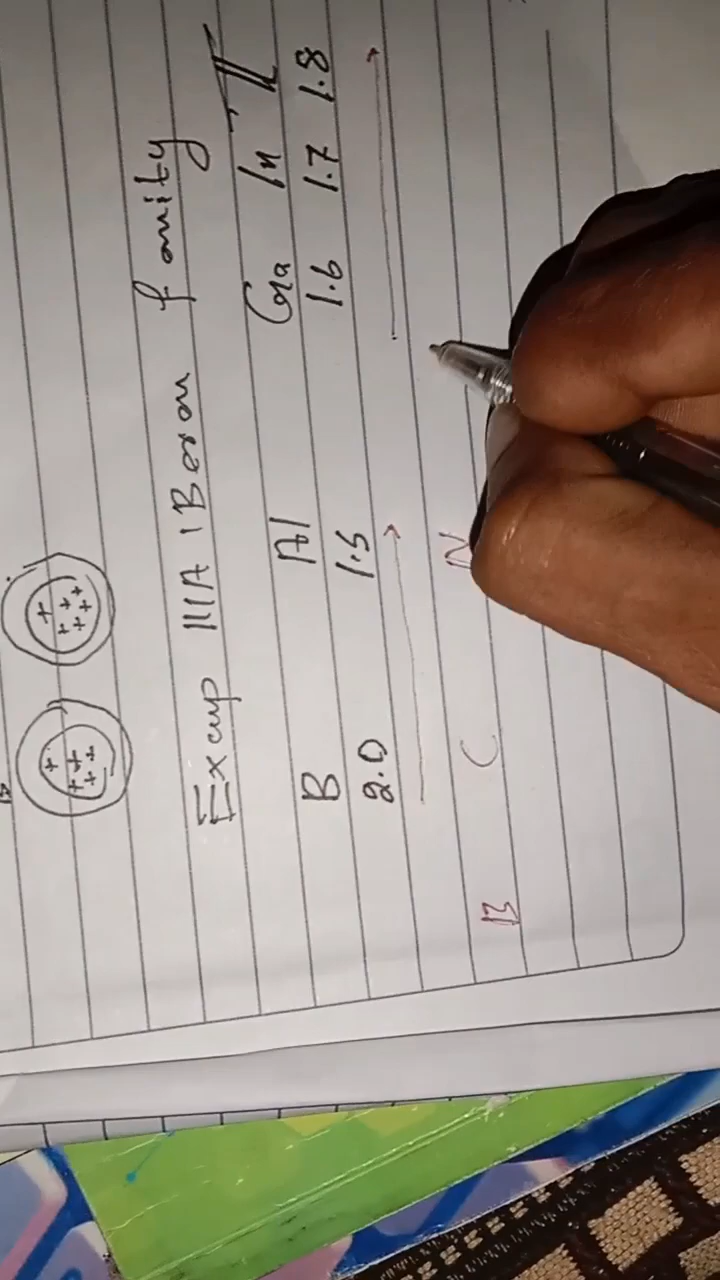 + + + + + + + + + + + +
Excep IIIA | Boron family
B Al Ga In Tl
2.0 1.5 1.6 1.7 1.8
B C N